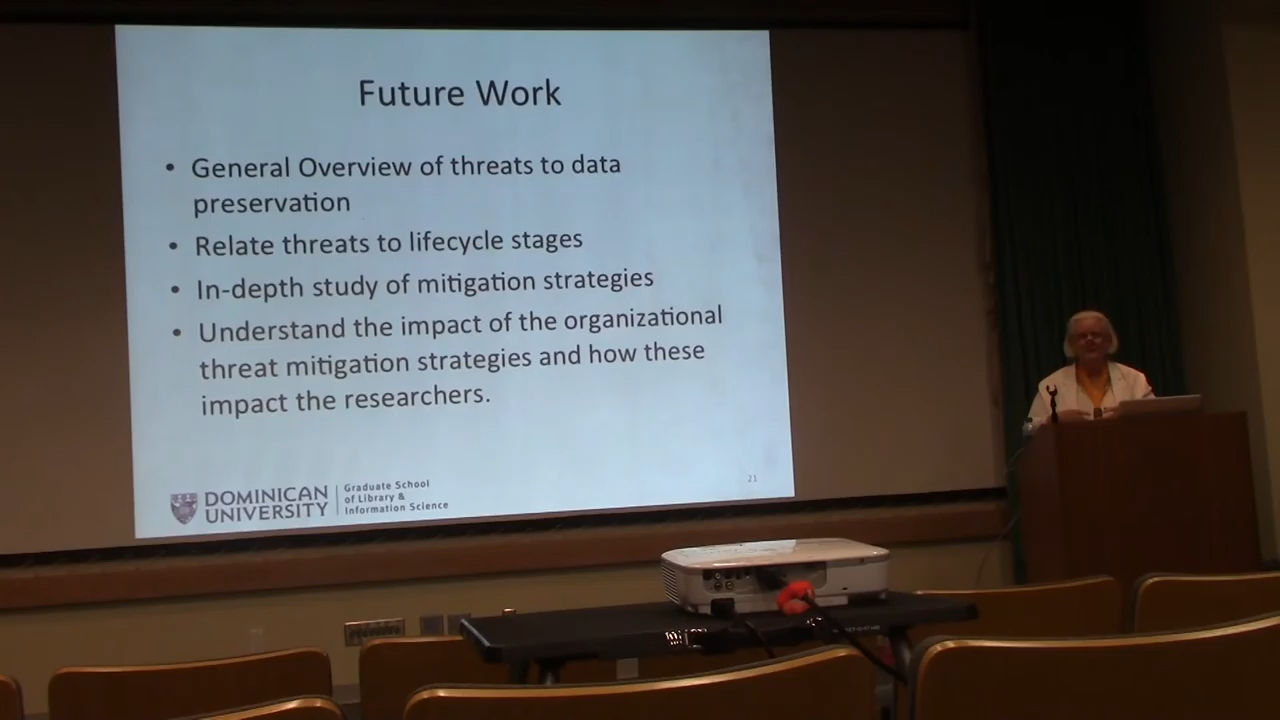 Future Work
• General Overview of threats to data
preservation
• Relate threats to lifecycle stages
• In-depth study of mitigation strategies
• Understand the impact of the organizational
threat mitigation strategies and how these
impact the researchers.
DOMINICAN
UNIVERSITY
Graduate School
of Library &
Information Science
21